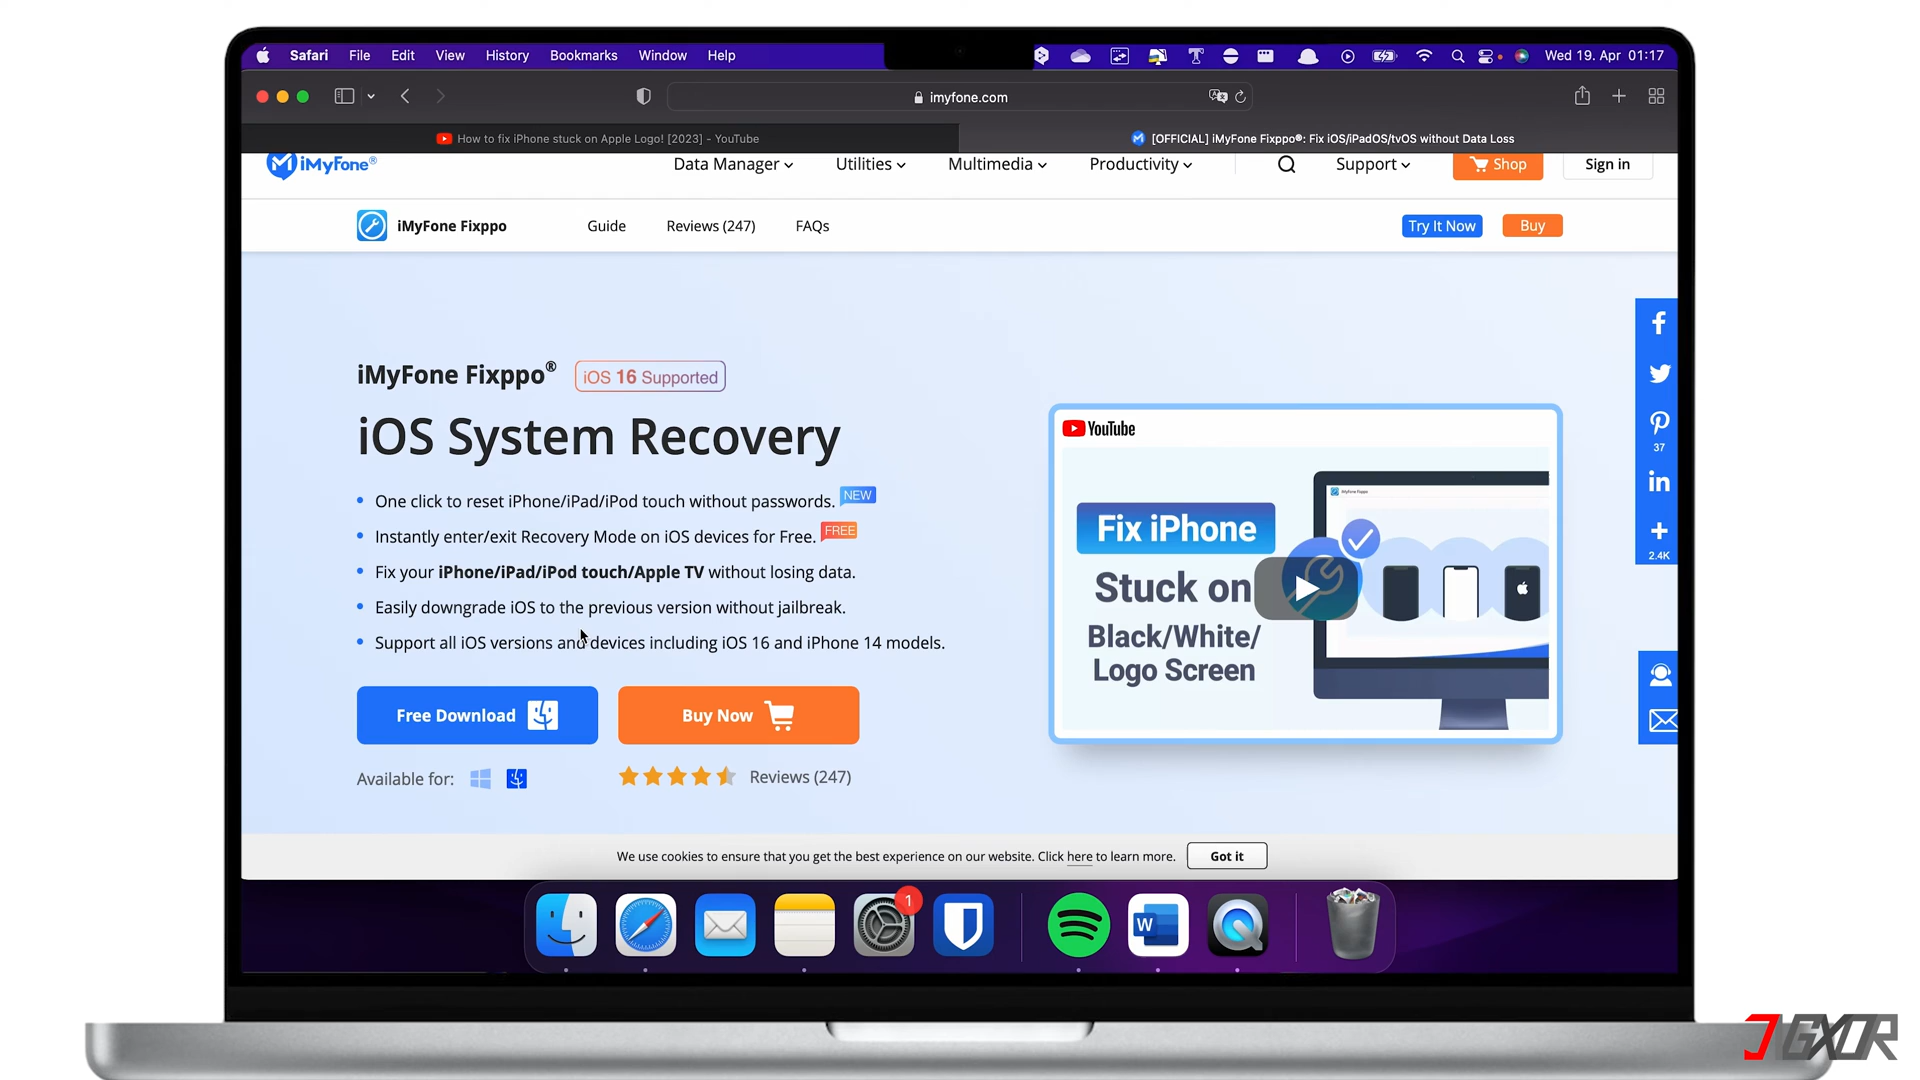 Safari File Edit View History Bookmarks Window Help
Wed 19. Apr 01:17
imyfone.com
How to fix iPhone stuck on Apple Logo! [2023] - YouTube
[OFFICIAL] iMyFone Fixppo®: Fix iOS/iPadOS/tvOS without Data Loss
iMyFone®
Data Manager Utilities Multimedia Productivity Support Shop Sign in
iMyFone Fixppo
Guide Reviews (247) FAQs
Try It Now Buy
iMyFone Fixppo®
iOS 16 Supported
iOS System Recovery
One click to reset iPhone/iPad/iPod touch without passwords. NEW
Instantly enter/exit Recovery Mode on iOS devices for Free. FREE
Fix your iPhone/iPad/iPod touch/Apple TV without losing data.
Easily downgrade iOS to the previous version without jailbreak.
Support all iOS versions and devices including iOS 16 and iPhone 14 models.
Free Download
Buy Now
Available for:
Reviews (247)
YouTube
Fix iPhone
Stuck on
Black/White/
Logo Screen
iMyFone Fixppo
37
in
2.4K
We use cookies to ensure that you get the best experience on our website. Click here to learn more.
Got it
1
W
JGXOR